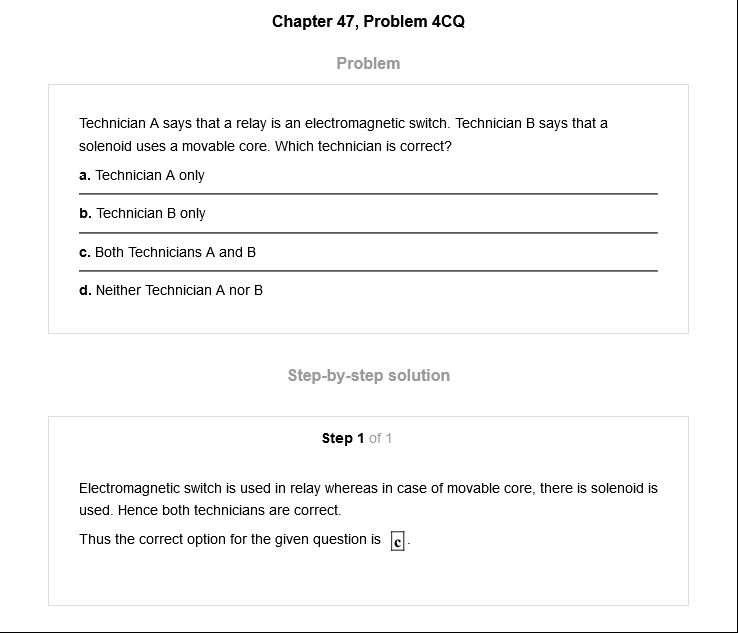 Chapter 47, Problem 4CQ
Problem
Technician A says that a relay is an electromagnetic switch. Technician B says that a
solenoid uses a movable core. Which technician is correct?
a. Technician A only
b. Technician B only
c. Both Technicians A and B
d. Neither Technician A nor B
Step-by-step solution
Step 1 of 1
Electromagnetic switch is used in relay whereas in case of movable core, there is solenoid is
used. Hence both technicians are correct.
Thus the correct option for the given question is c.